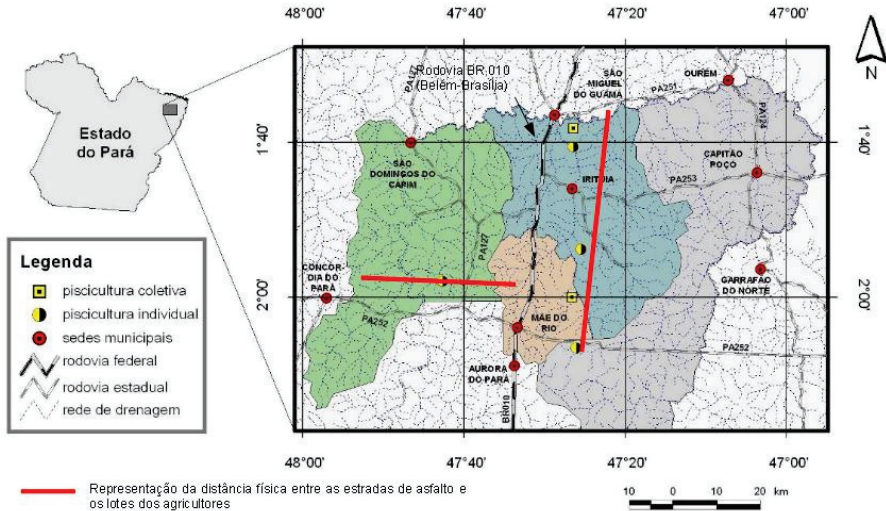 48°00'
47°40'
47°20'
47°00'
Rodovia BR 010
(Belém-Brasília)
SÃO
MIGUEL
DO GUAMÁ
OURÉM
PA251
PA124
N
Estado
do Pará
1°40'
1°40'
SÃO
DOMINGOS DO
CAPIM
IRITUIA
CAPITÃO
POÇO
PA253
PA127
Legenda
piscicultura coletiva
piscicultura individual
sedes municipais
rodovia federal
rodovia estadual
rede de drenagem
CONCOR-
DIA DO
PARÁ
GARRAFÃO
DO NORTE
2°00'
2°00'
MÃE DO
RIO
PA252
PA252
AURORA
DO PARÁ
BR010
48°00'
47°40'
47°20'
47°00'
Representação da distância física entre as estradas de asfalto e
os lotes dos agricultores
10 0 10 20 km